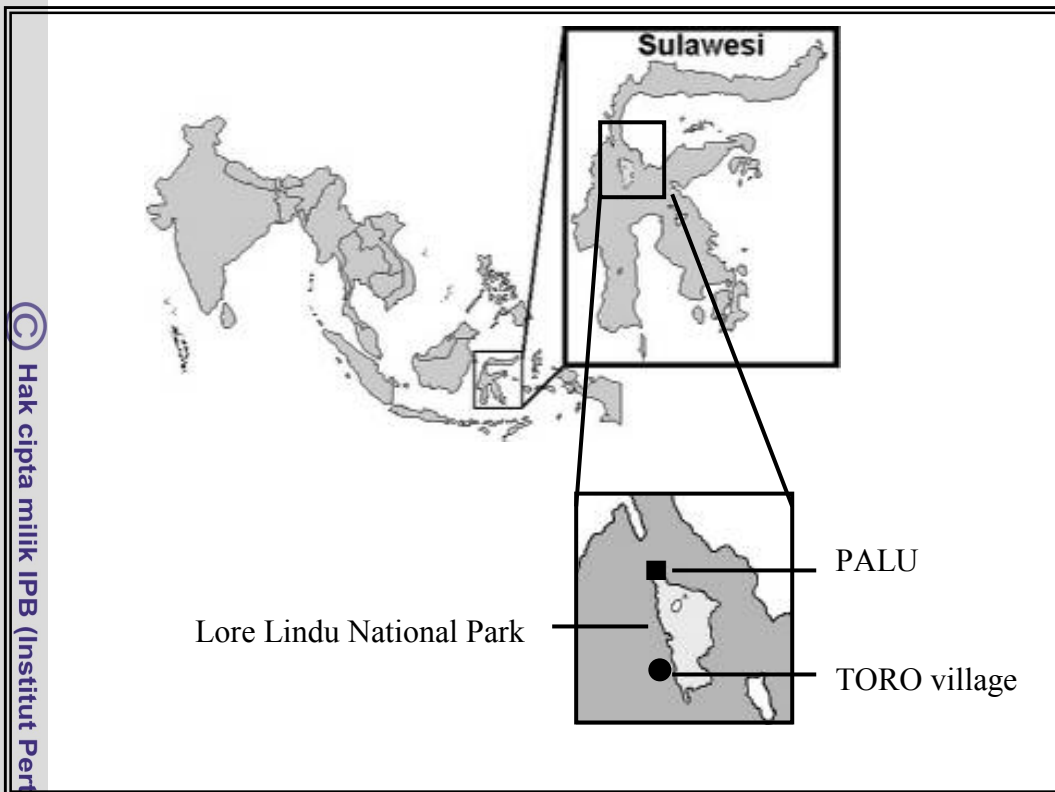 Sulawesi
PALU
Lore Lindu National Park
TORO village
© Hak cipta milik IPB (Institut Pert